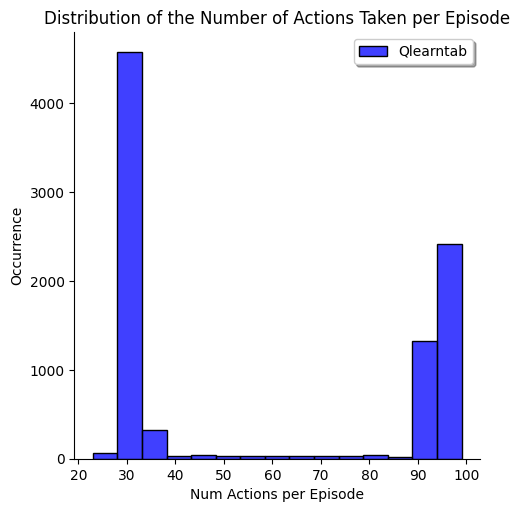 Distribution of the Number of Actions Taken per Episode
Qlearntab
Occurrence
4000
3000
2000
1000
0
20 30 40 50 60 70 80 90 100
Num Actions per Episode